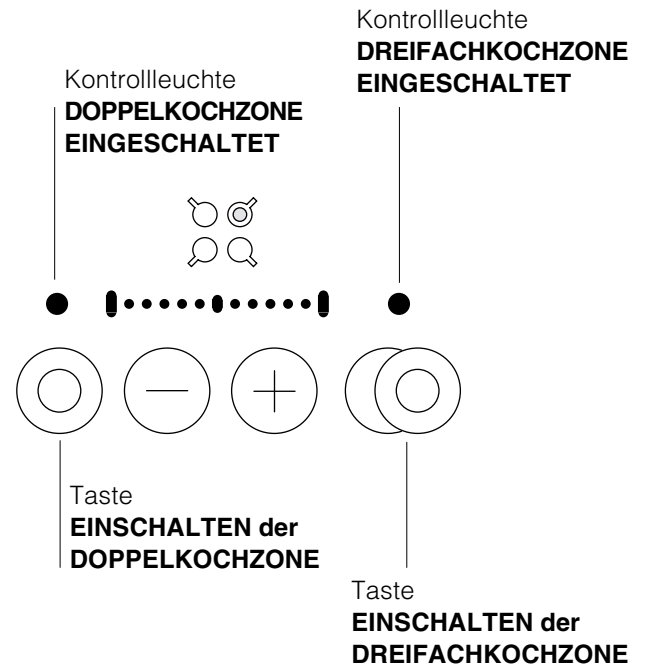 Kontrollleuchte
DREIFACHKOCHZONE
EINGESCHALTET
Kontrollleuchte
DOPPELKOCHZONE
EINGESCHALTET
Taste
EINSCHALTEN der
DOPPELKOCHZONE
Taste
EINSCHALTEN der
DREIFACHKOCHZONE